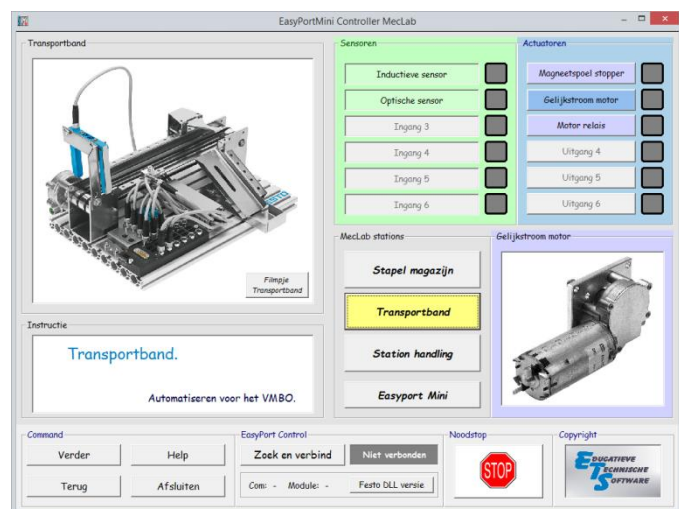 EasyPortMini Controller MecLab
Transportband
FESTO
Filmpje
Transportband
Instructie
Transportband.
Automatiseren voor het VMBO.
Sensoren
Inductieve sensor
Optische sensor
Ingang 3
Ingang 4
Ingang 5
Ingang 6
Actuatoren
Magneetspoel stopper
Gelijkstroom motor
Motor relais
Uitgang 4
Uitgang 5
Uitgang 6
MecLab stations
Stapel magazijn
Transportband
Station handling
Easyport Mini
Gelijkstroom motor
Command
Verder
Help
Terug
Afsluiten
EasyPort Control
Zoek en verbind
Niet verbonden
Com: - Module: -
Festo DLL versie
Noodstop
STOP
Copyright
EDUCATIEVE
TECHNISCHE
SOFTWARE